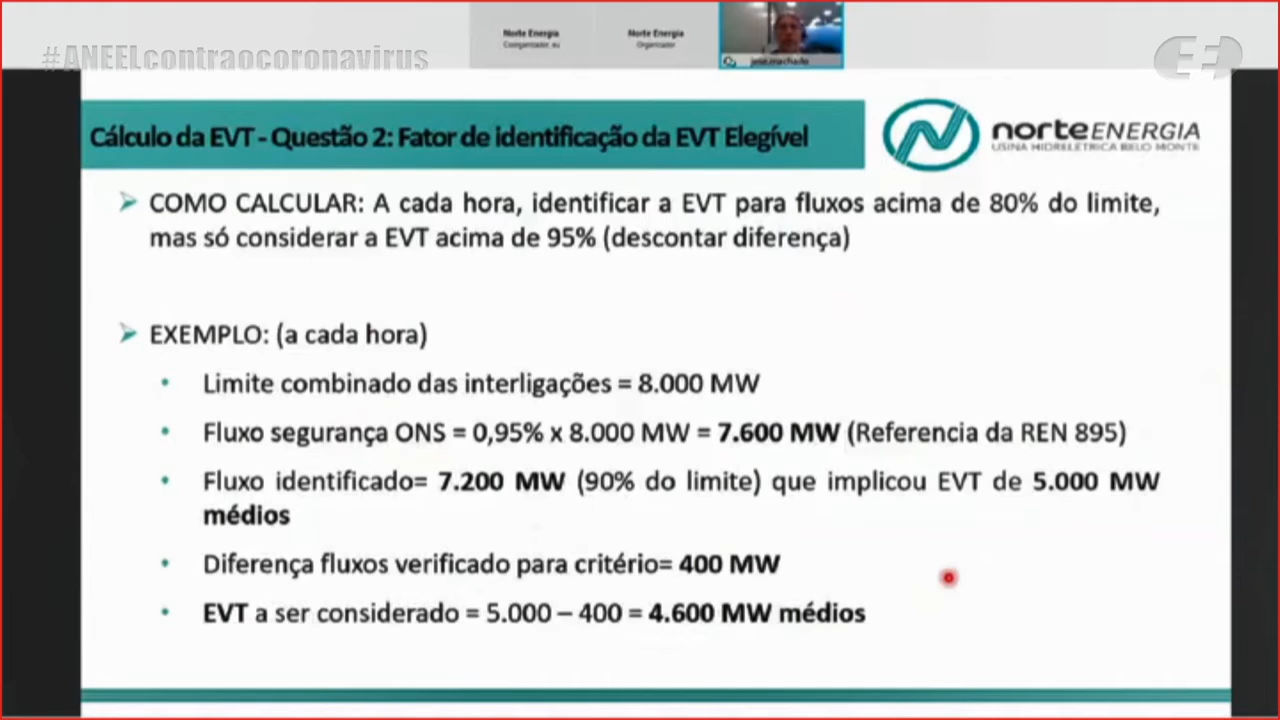 #ANEELcontraocoronavirus
Norte Energia
Norte Energia
Organizador
jose.machado
Cálculo da EVT - Questão 2: Fator de identificação da EVT Elegível
norteENERGIA
USINA HIDRELÉTRICA BELO MONTE
COMO CALCULAR: A cada hora, identificar a EVT para fluxos acima de 80% do limite,
mas só considerar a EVT acima de 95% (descontar diferença)
EXEMPLO: (a cada hora)
Limite combinado das interligações = 8.000 MW
Fluxo segurança ONS = 0,95% x 8.000 MW = 7.600 MW (Referencia da REN 895)
Fluxo identificado= 7.200 MW (90% do limite) que implicou EVT de 5.000 MW
médios
Diferença fluxos verificado para critério= 400 MW
EVT a ser considerado = 5.000 – 400 = 4.600 MW médios